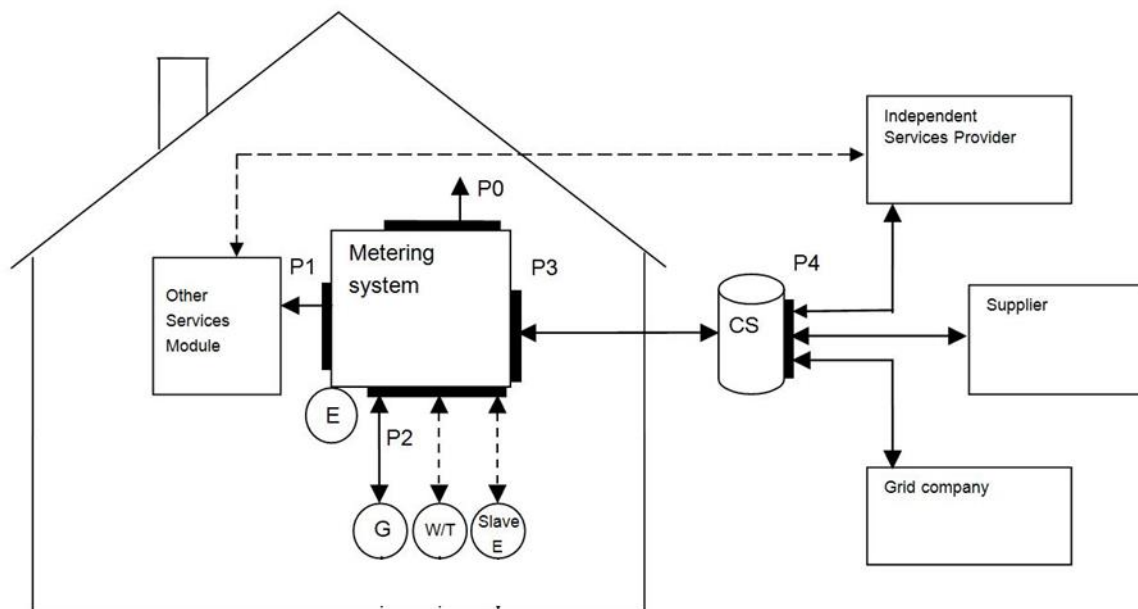 Independent
Services Provider
P0
Metering
system
P1
P3
P4
Other
Services
Module
CS
Supplier
E
P2
Grid company
G
W/T
Slave
E